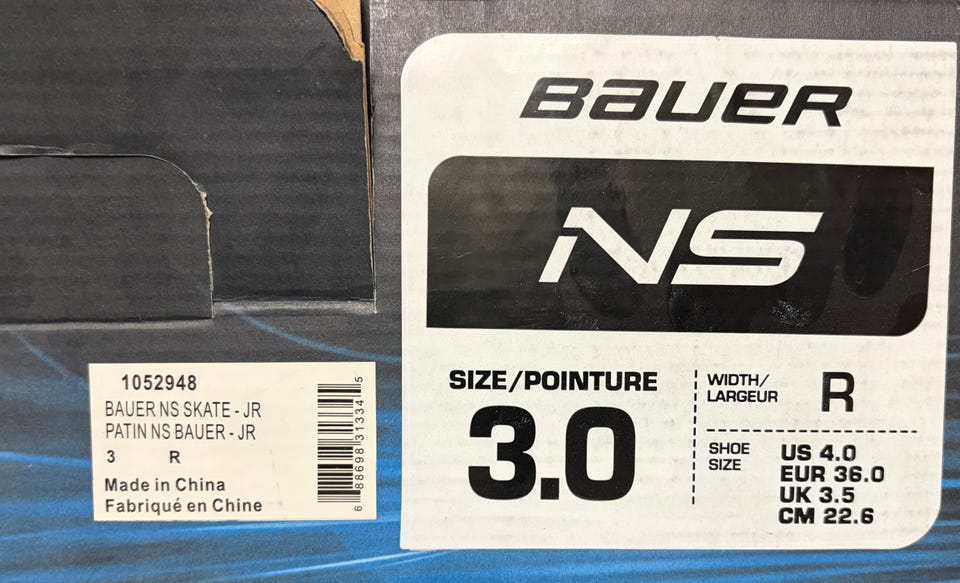 BAUER
NS
SIZE/POINTURE
3.0
WIDTH/
LARGEUR
R
SHOE
SIZE
US 4.0
EUR 36.0
UK 3.5
CM 22.6
1052948
BAUER NS SKATE - JR
PATIN NS BAUER - JR
3 R
Made in China
Fabriqué en Chine
6 88698 31334 5